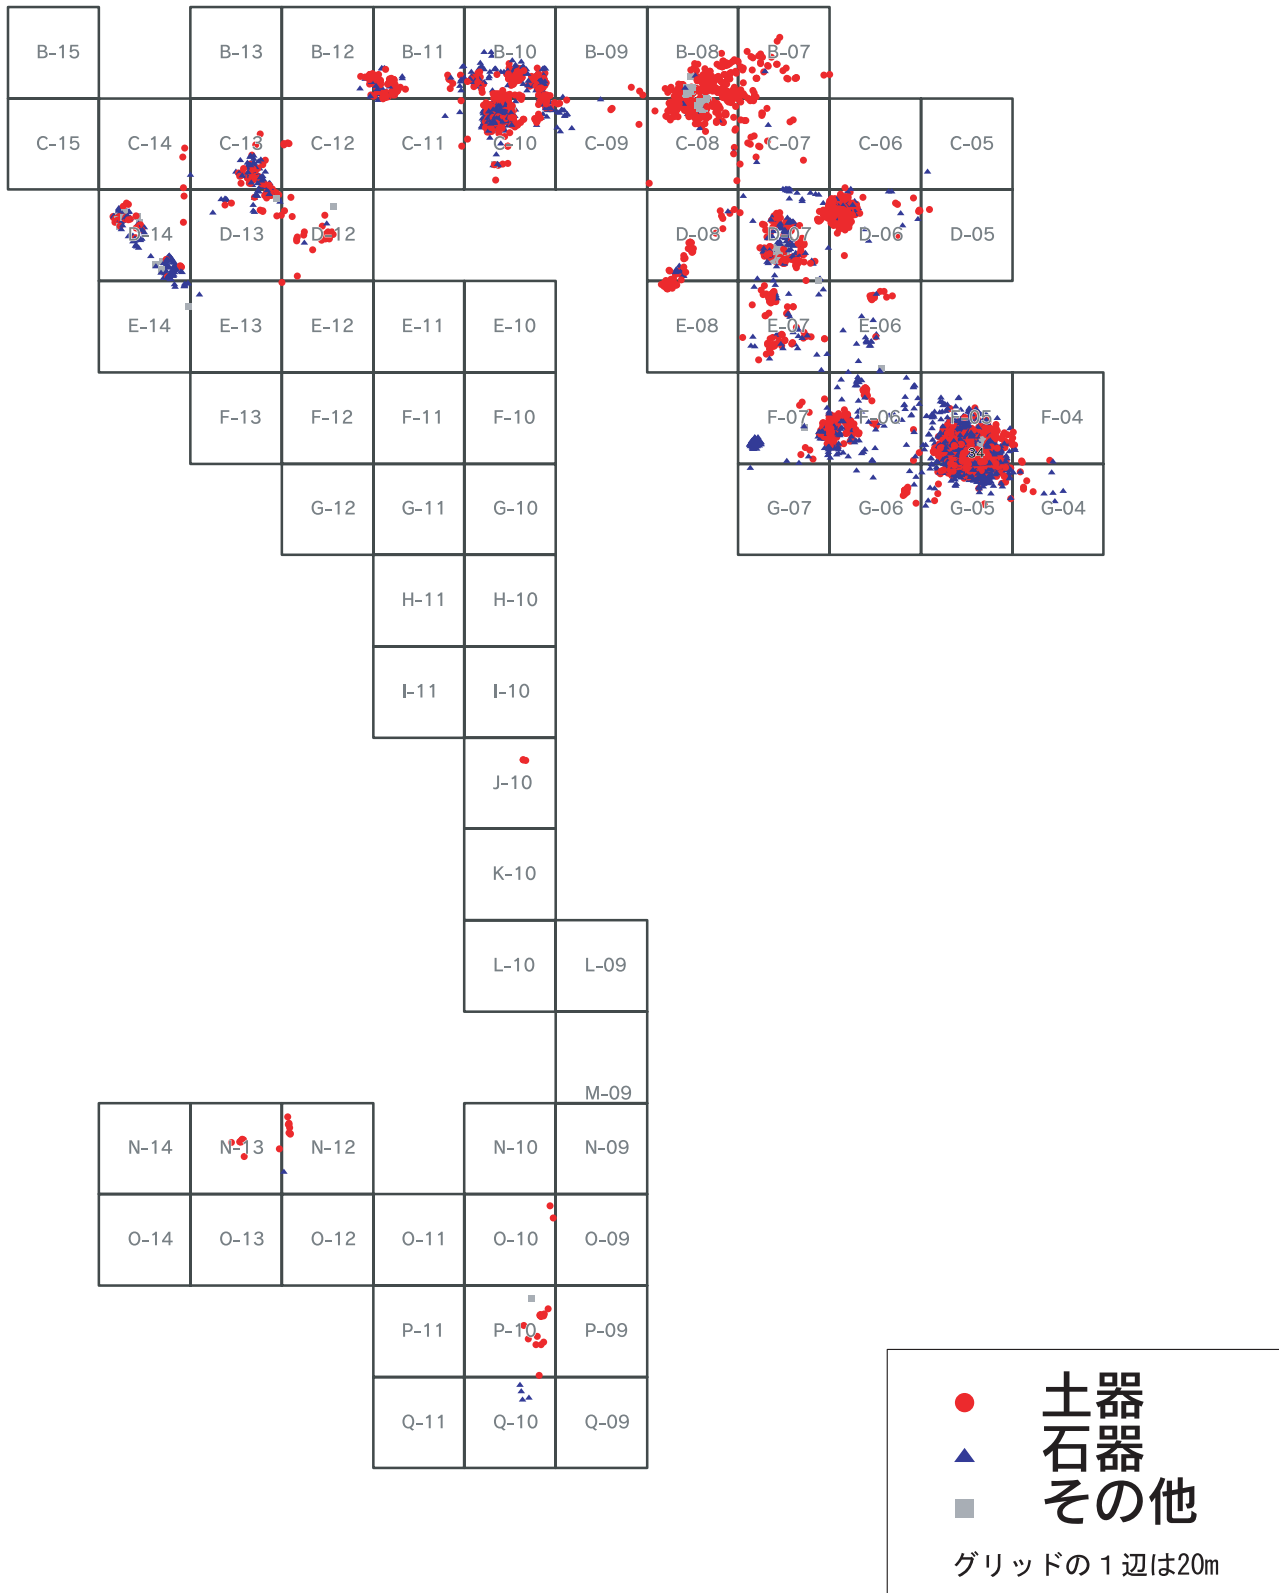 B-15 B-13 B-12 B-11 B-10 B-09 B-08 B-07
C-15 C-14 C-13 C-12 C-11 C-10 C-09 C-08 C-07 C-06 C-05
D-14 D-13 D-12 D-08 D-07 D-06 D-05
E-14 E-13 E-12 E-11 E-10 E-08 E-07 E-06
F-13 F-12 F-11 F-10 F-07 F-06 F-05 F-04
34
G-12 G-11 G-10 G-07 G-06 G-05 G-04
H-11 H-10
I-11 I-10
J-10
K-10
L-10 L-09
M-09
N-14 N-13 N-12 N-10 N-09
O-14 O-13 O-12 O-11 O-10 O-09
P-11 P-10 P-09
Q-11 Q-10 Q-09
土器
石器
その他
グリッドの1辺は20m